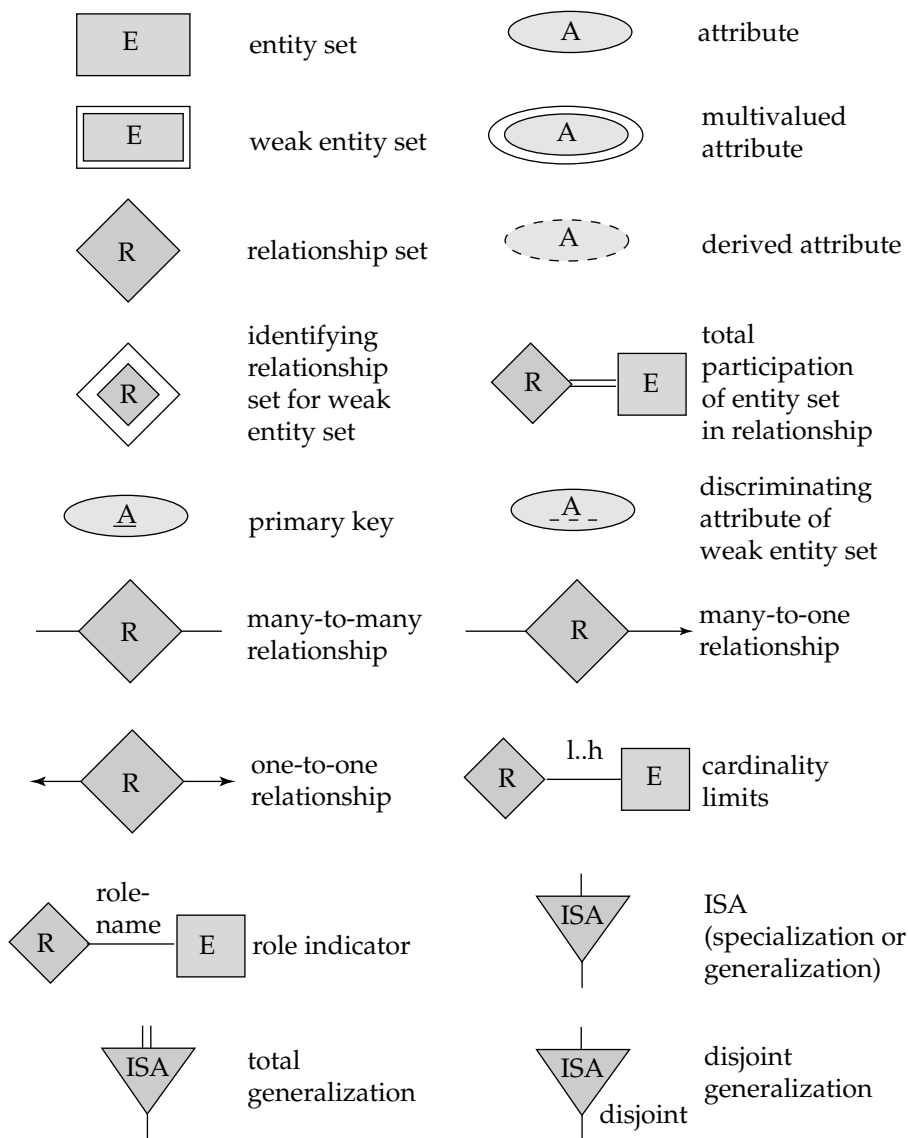 E
entity set
A
attribute
E
weak entity set
A
multivalued
attribute
R
relationship set
A
derived attribute
R
identifying
relationship
set for weak
entity set
R
E
total
participation
of entity set
in relationship
A
primary key
A
discriminating
attribute of
weak entity set
R
many-to-many
relationship
R
many-to-one
relationship
R
one-to-one
relationship
R
l..h
E
cardinality
limits
R
role-
name
E
role indicator
ISA
ISA
(specialization or
generalization)
ISA
total
generalization
ISA
disjoint
disjoint
generalization